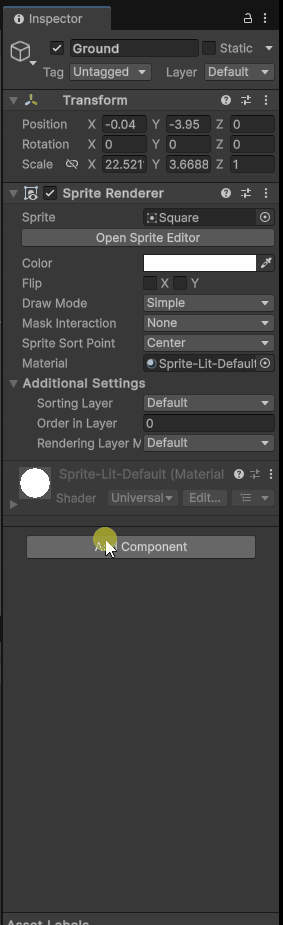 Inspector
Ground Static
Tag Untagged Layer Default
Transform
Position X -0.04 Y -3.95 Z 0
Rotation X 0 Y 0 Z 0
Scale X 22.521 Y 3.6688 Z 1
Sprite Renderer
Sprite Square
Open Sprite Editor
Color
Flip X Y
Draw Mode Simple
Mask Interaction None
Sprite Sort Point Center
Material Sprite-Lit-Default
Additional Settings
Sorting Layer Default
Order in Layer 0
Rendering Layer M Default
Sprite-Lit-Default (Material
Shader Universal Edit...
Add Component
Asset Labels